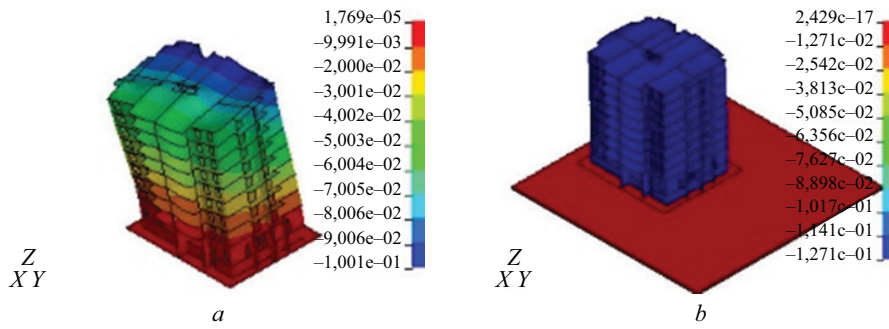 1,769e–05
–9,991e–03
–2,000e–02
–3,001e–02
–4,002e–02
–5,003e–02
–6,004e–02
–7,005e–02
–8,006e–02
–9,006e–02
–1,001e–01
Z
X Y
a
2,429e–17
–1,271c–02
–2,542c–02
–3,813c–02
–5,085c–02
–6,356c–02
–7,627c–02
–8,898c–02
–1,017c–01
–1,141c–01
–1,271c–01
Z
X Y
b